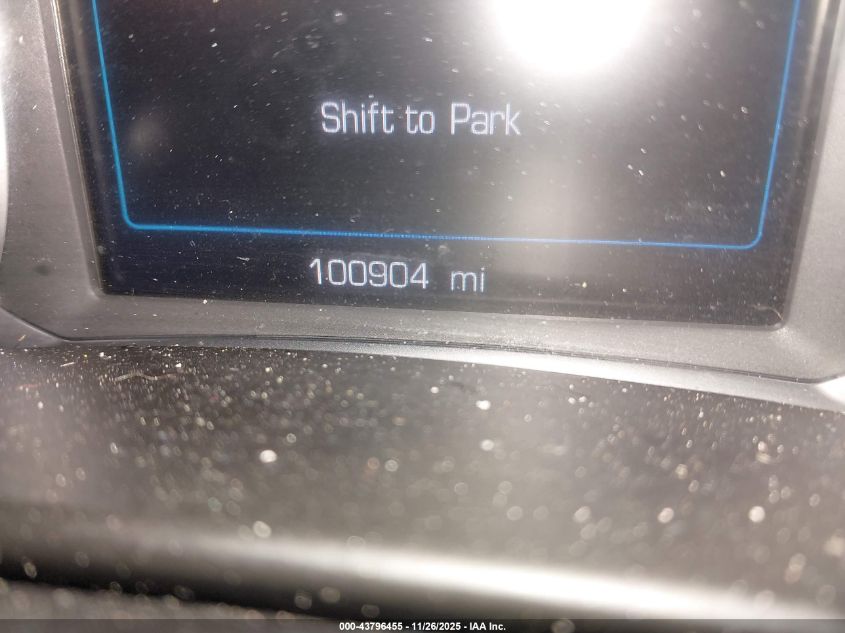 Shift to Park
100904 mi
000-43796455 - 11/26/2025 - IAA Inc.